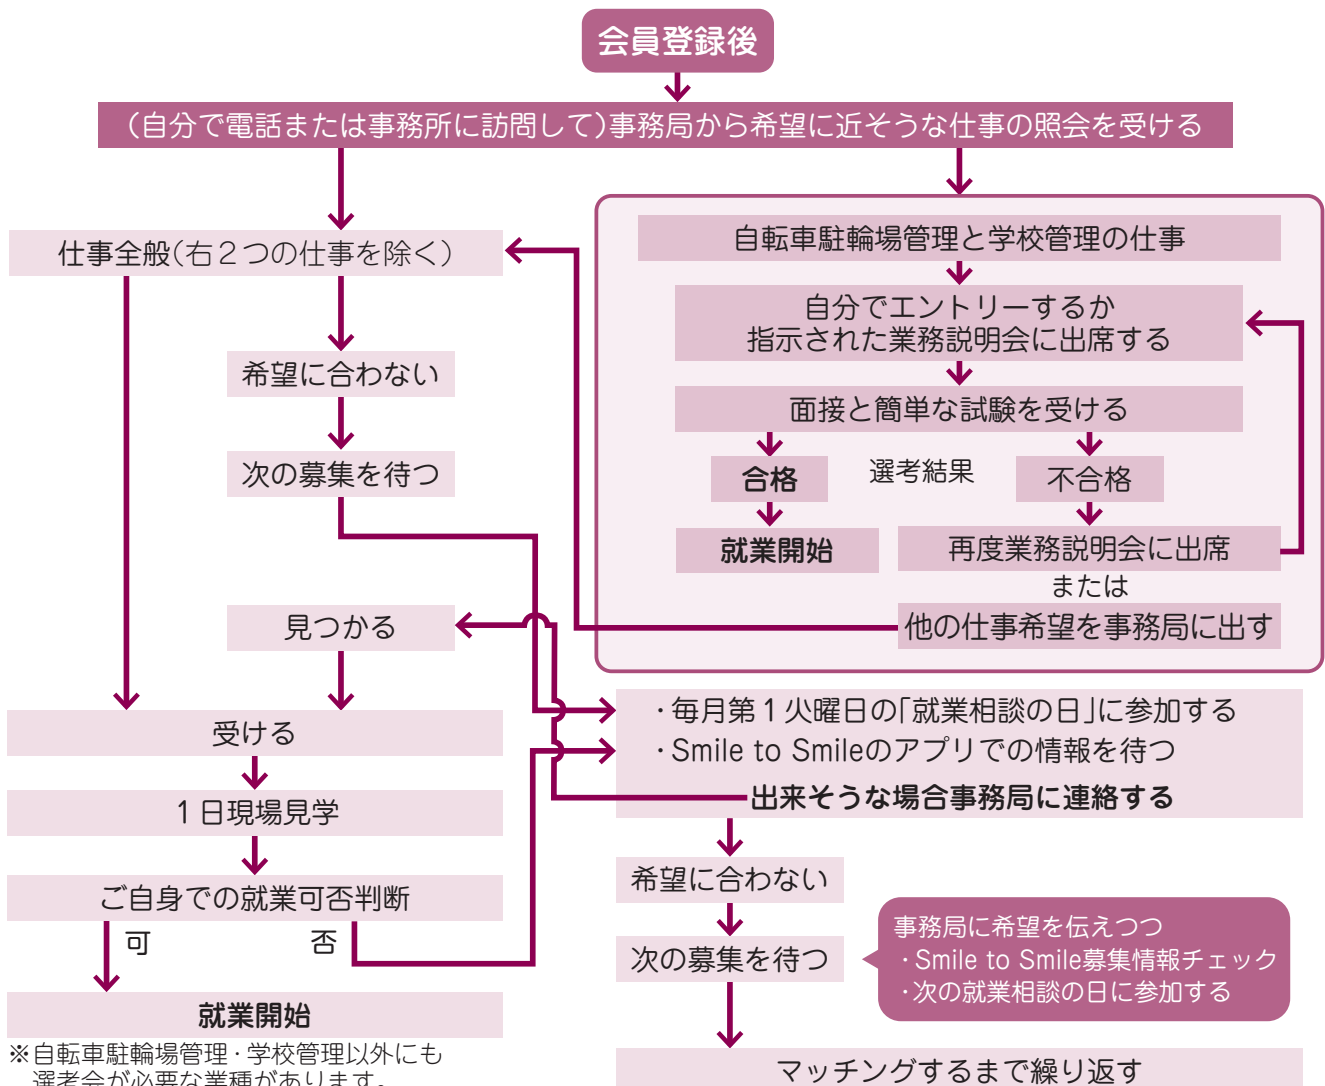 会員登録後
（自分で電話または事務所に訪問して）事務局から希望に近そうな仕事の照会を受ける
仕事全般（右２つの仕事を除く）
希望に合わない
次の募集を待つ
見つかる
受ける
１日現場見学
ご自身での就業可否判断
可
否
就業開始
※自転車駐輪場管理・学校管理以外にも
選考会が必要な業種があります。
自転車駐輪場管理と学校管理の仕事
自分でエントリーするか
指示された業務説明会に出席する
面接と簡単な試験を受ける
合格
選考結果
不合格
就業開始
再度業務説明会に出席
または
他の仕事希望を事務局に出す
・毎月第１火曜日の「就業相談の日」に参加する
・Smile to Smileのアプリでの情報を待つ
出来そうな場合事務局に連絡する
希望に合わない
次の募集を待つ
事務局に希望を伝えつつ
・Smile to Smile募集情報チェック
・次の就業相談の日に参加する
マッチングするまで繰り返す